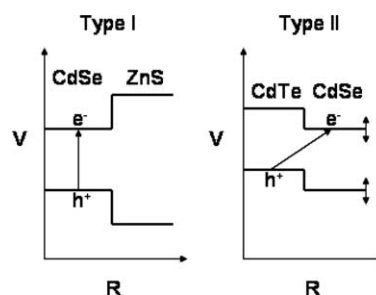 Type I
CdSe ZnS
e-
V
h+
R
Type II
CdTe CdSe
e-
V
h+
R